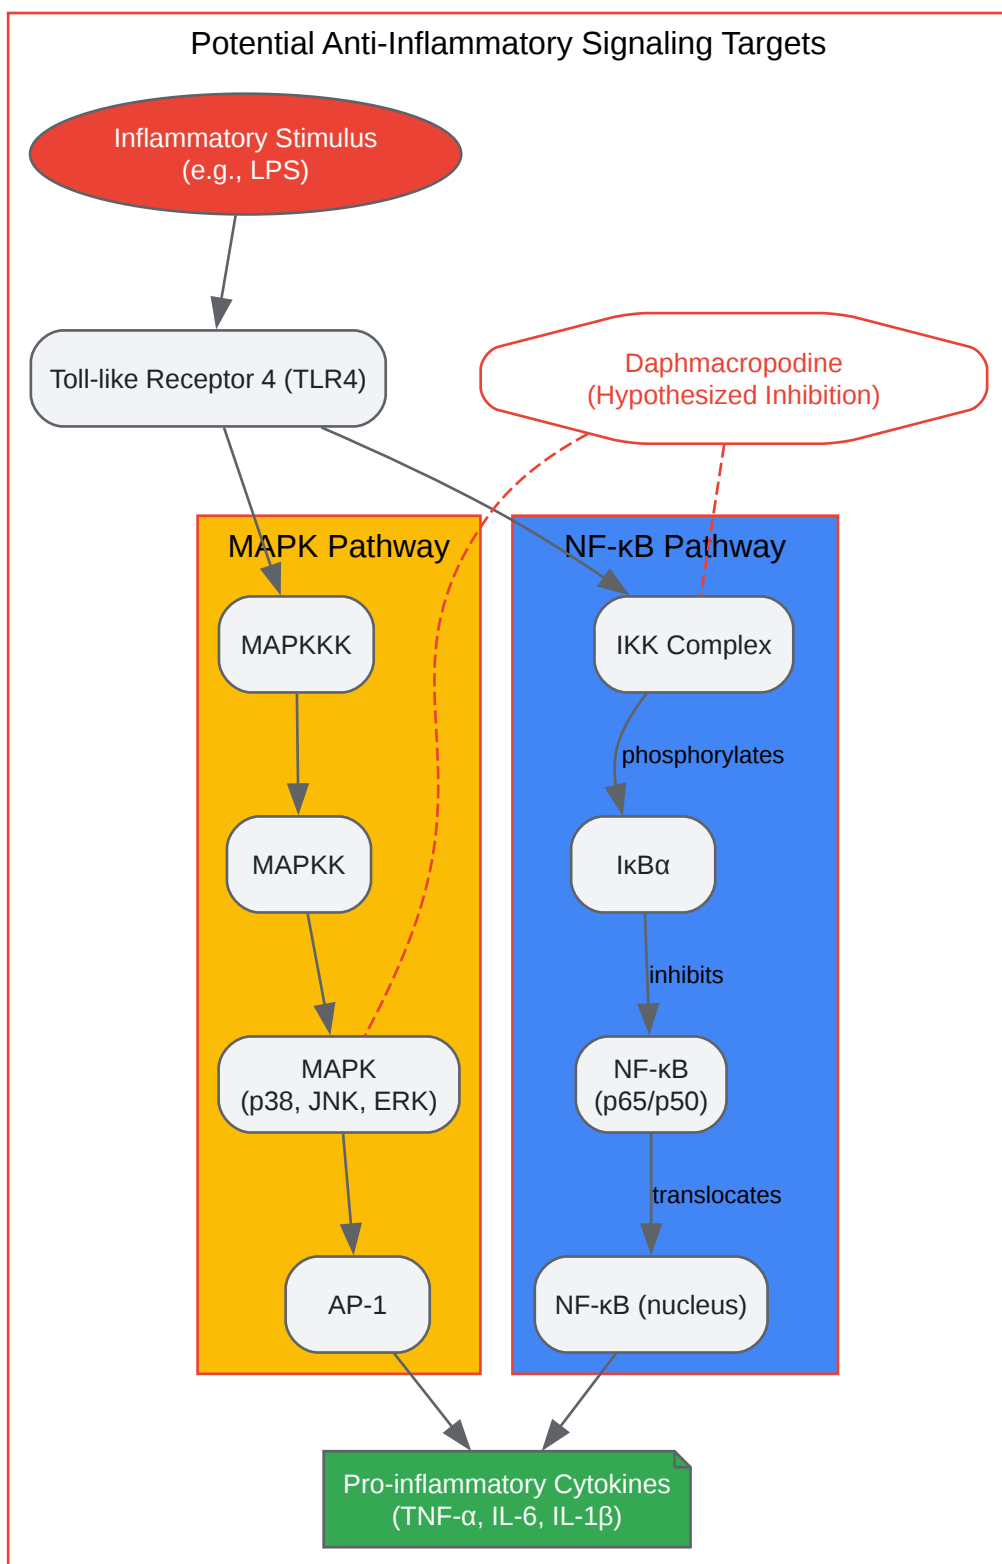 Potential Anti-Inflammatory Signaling Targets
Inflammatory Stimulus
(e.g., LPS)
Toll-like Receptor 4 (TLR4)
Daphmacropodine
(Hypothesized Inhibition)
MAPK Pathway
NF-κB Pathway
MAPKKK
IKK Complex
phosphorylates
MAPKK
IκBα
inhibits
MAPK
(p38, JNK, ERK)
NF-κB
(p65/p50)
translocates
AP-1
NF-κB (nucleus)
Pro-inflammatory Cytokines
(TNF-α, IL-6, IL-1β)